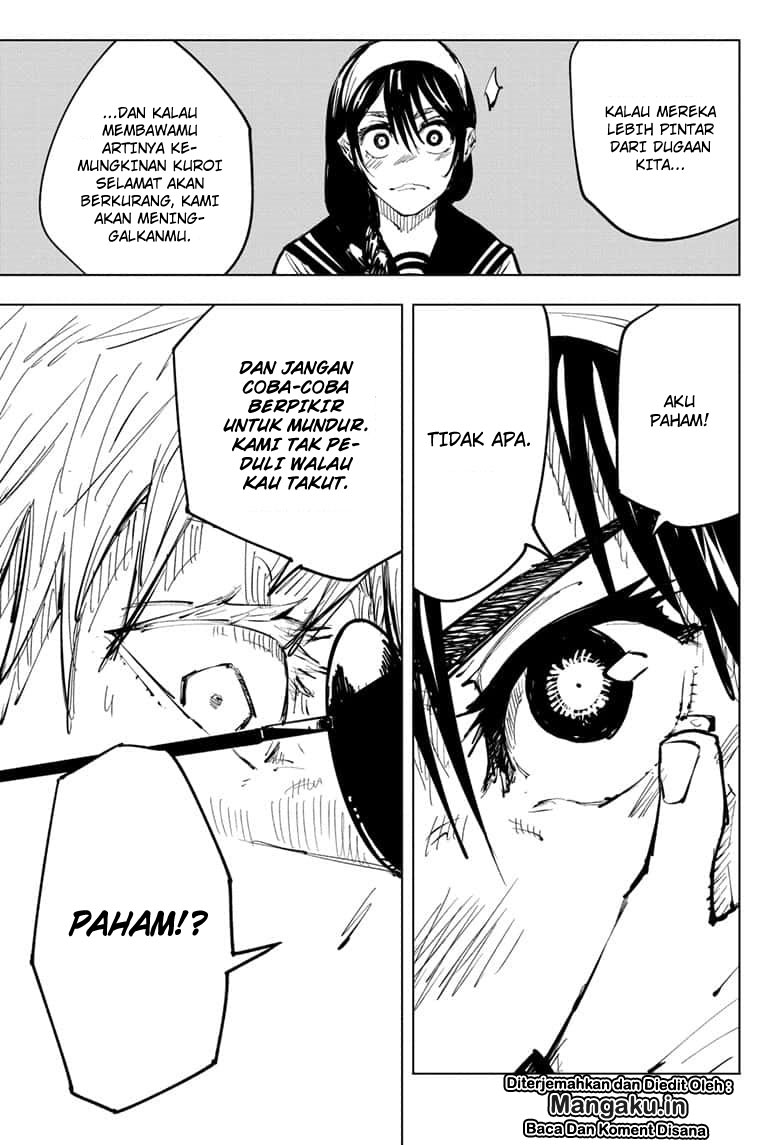 KALAU MEREKA
LEBIH PINTAR
DARI DUGAAN
KITA...
...DAN KALAU
MEMBAWAMU
ARTINYA KE-
MUNGKINAN KUROI
SELAMAT AKAN
BERKURANG, KAMI
AKAN MENING-
GALKANMU.
AKU
PAHAM!
TIDAK APA.
DAN JANGAN
COBA-COBA
BERPIKIR
UNTUK MUNDUR.
KAMI TAK PE-
DULI WALAU
KAU TAKUT.
PAHAM!?
Diterjemahkan dan Diedit Oleh :
Mangaku.in
Baca Dan Koment Disana